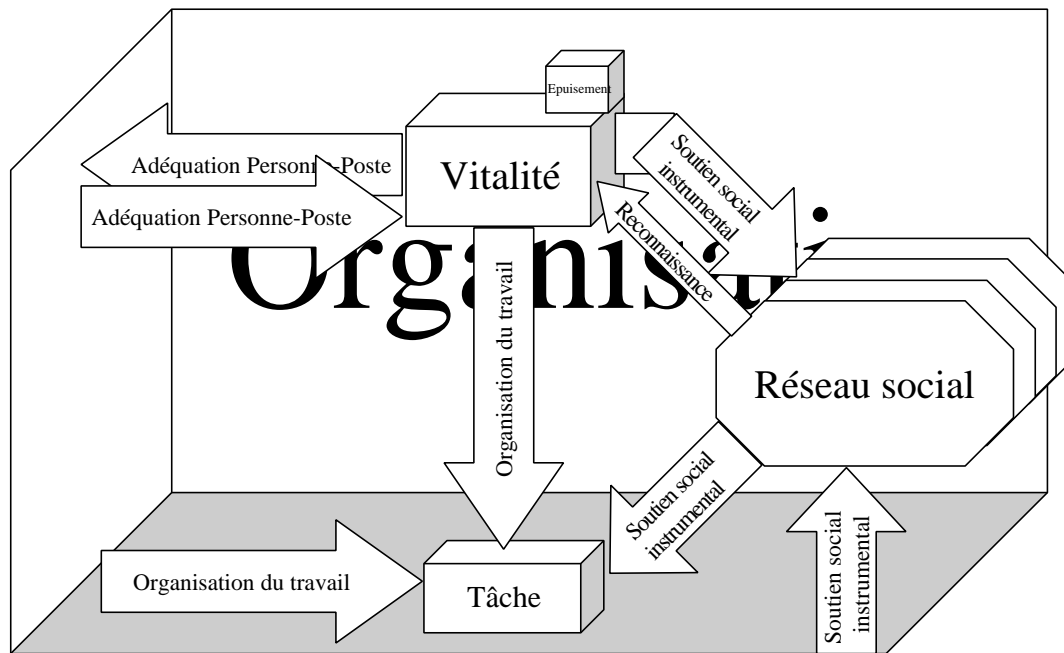 Epuisement
Vitalité
Adéquation Personne-Poste
Adéquation Personne-Poste
Soutien social
instrumental
Reconnaissance
Organisati
Organisation du travail
Réseau social
Soutien social
instrumental
Organisation du travail
Tâche
Soutien social
instrumental